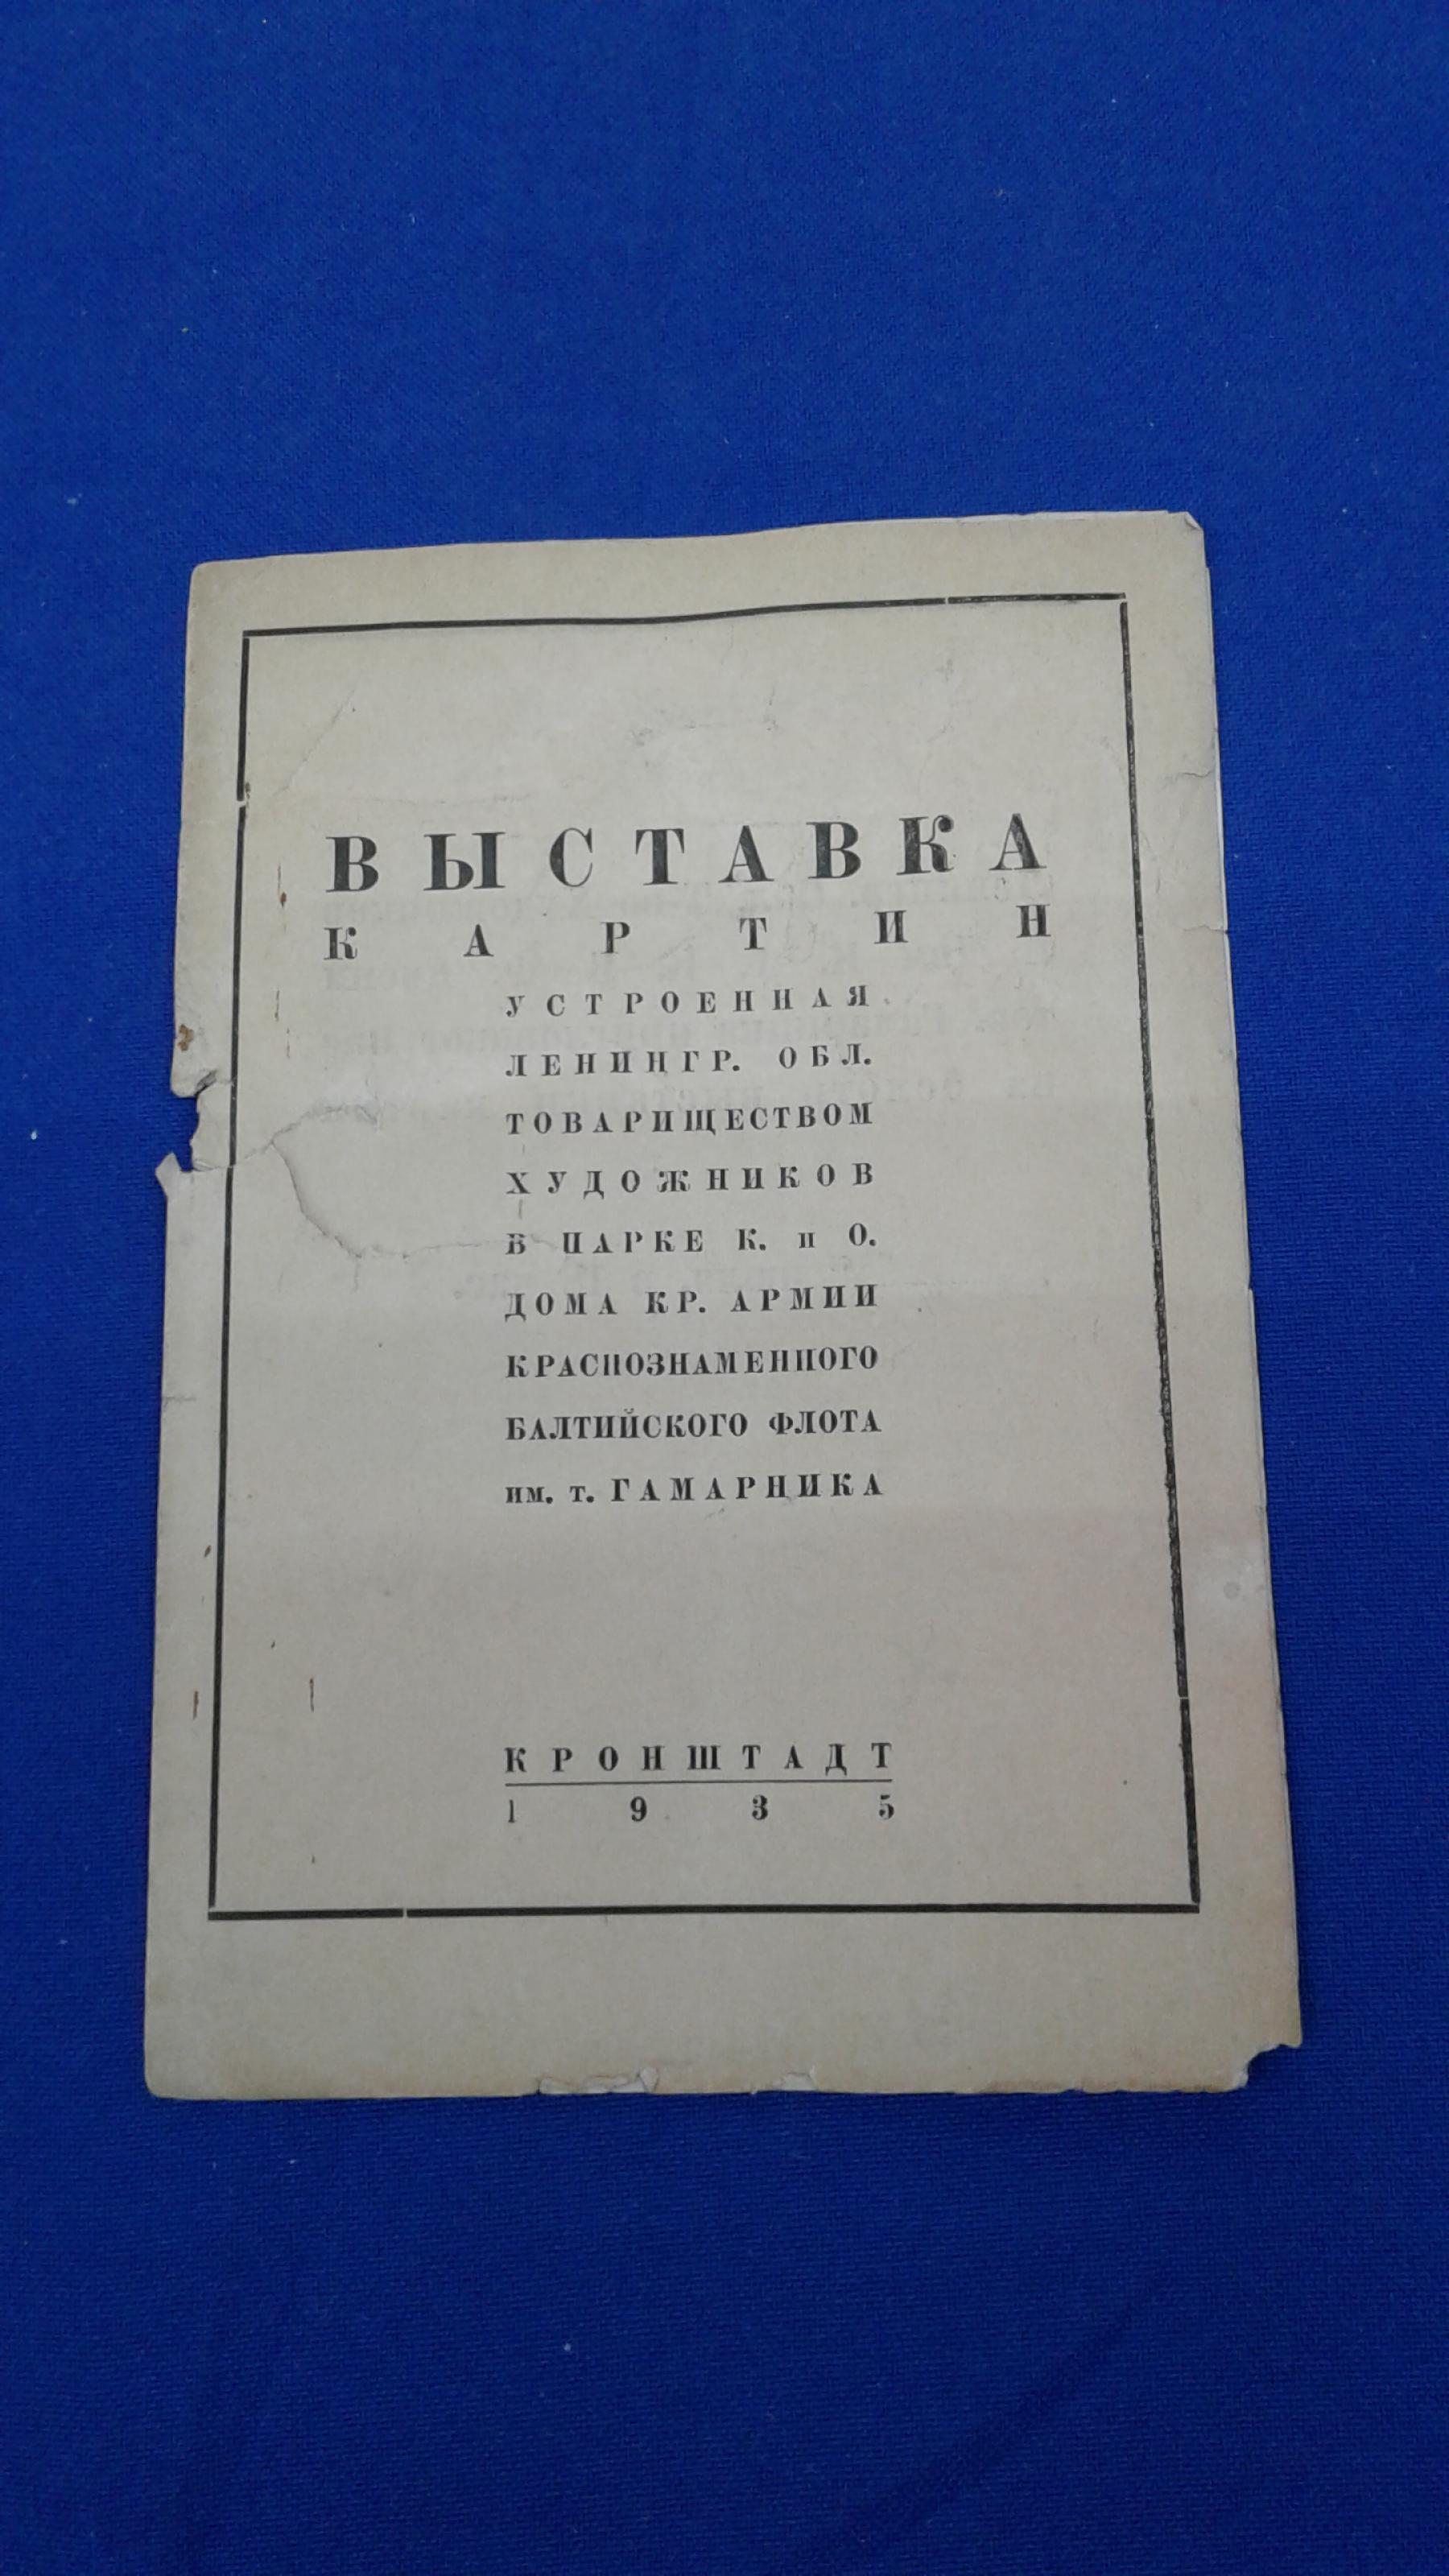 ВЫСТАВКА
КАРТИН
УСТРОЕННАЯ
ЛЕНИНГР. ОБЛ.
ТОВАРИЩЕСТВОМ
ХУДОЖНИКОВ
В ПАРКЕ К. и О.
ДОМА КР. АРМИИ
КРАСНОЗНАМЕННОГО
БАЛТИЙСКОГО ФЛОТА
им. т. ГАМАРНИКА
КРОНШТАДТ
1935